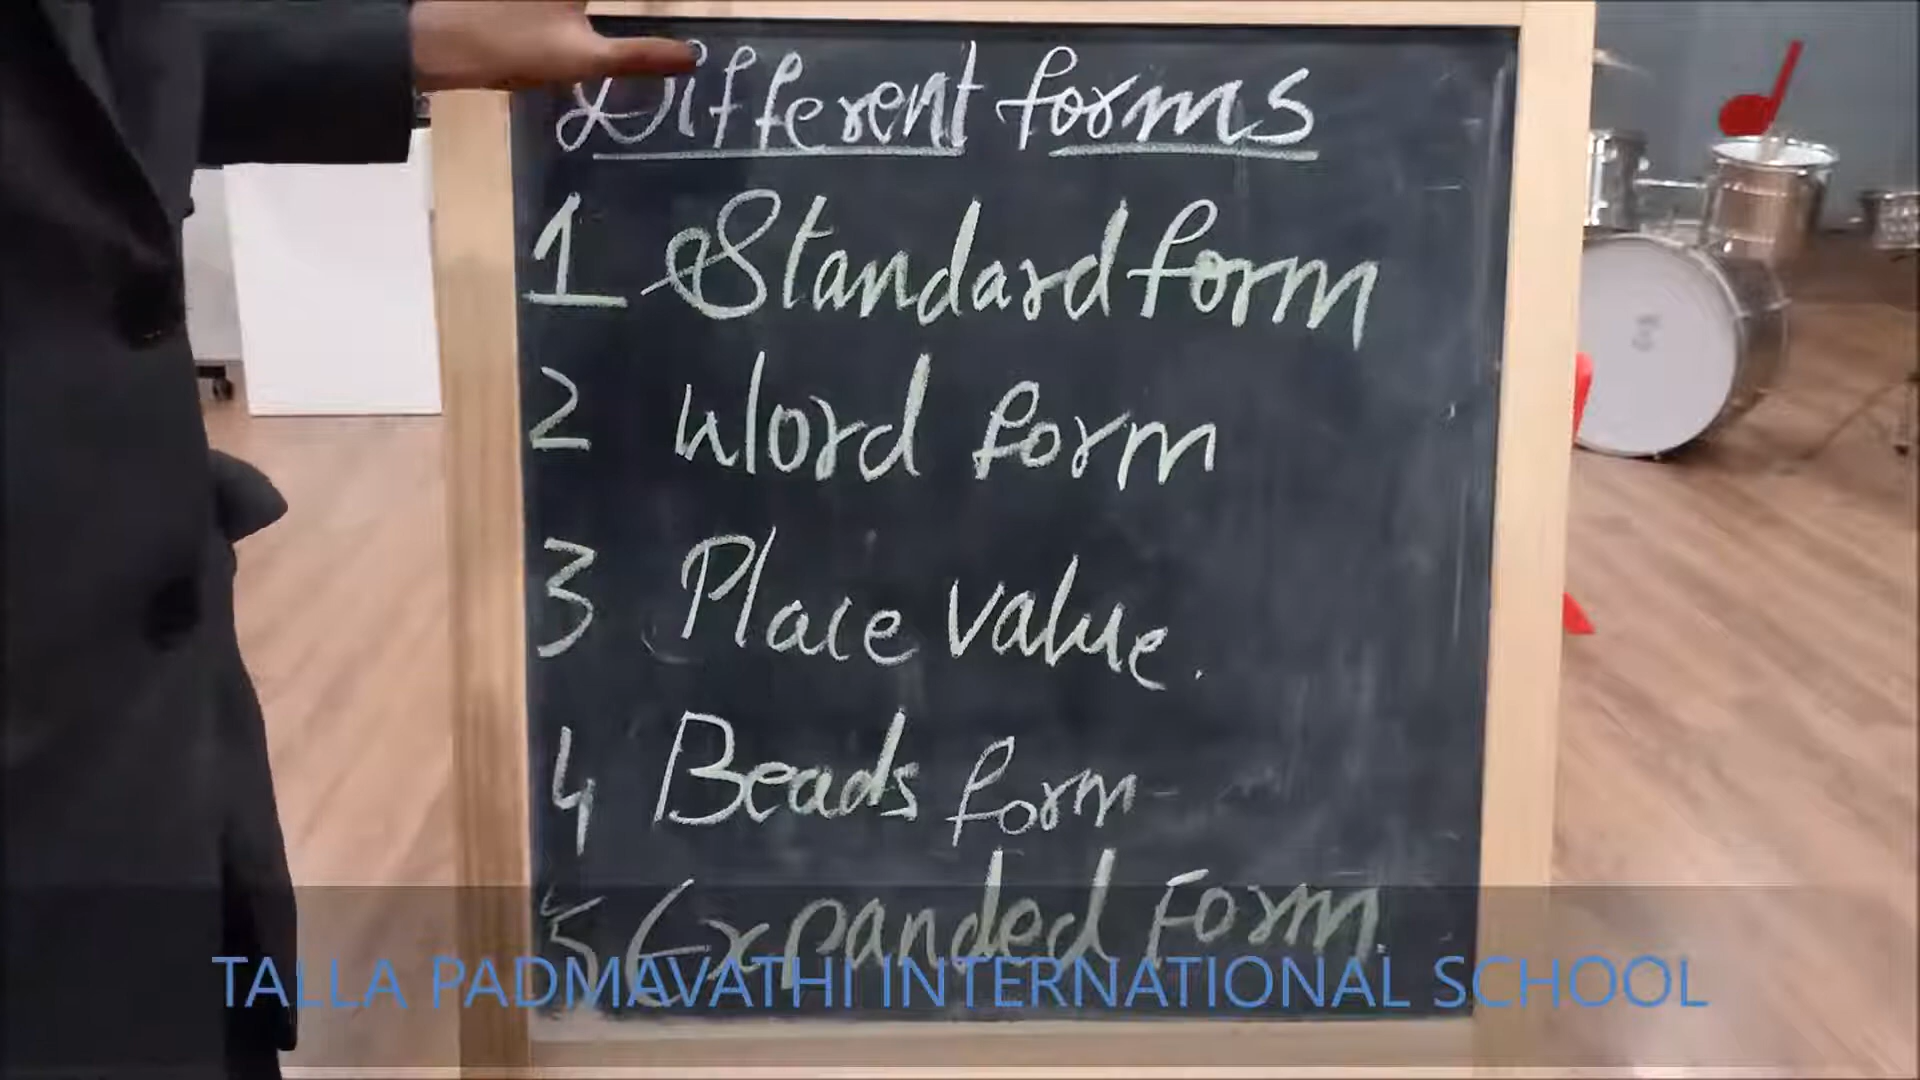 Different forms
1 Standard form
2 Word form
3 Place value.
4 Beads form
5 Expanded Form.
TALLA PADMAVATHI INTERNATIONAL SCHOOL